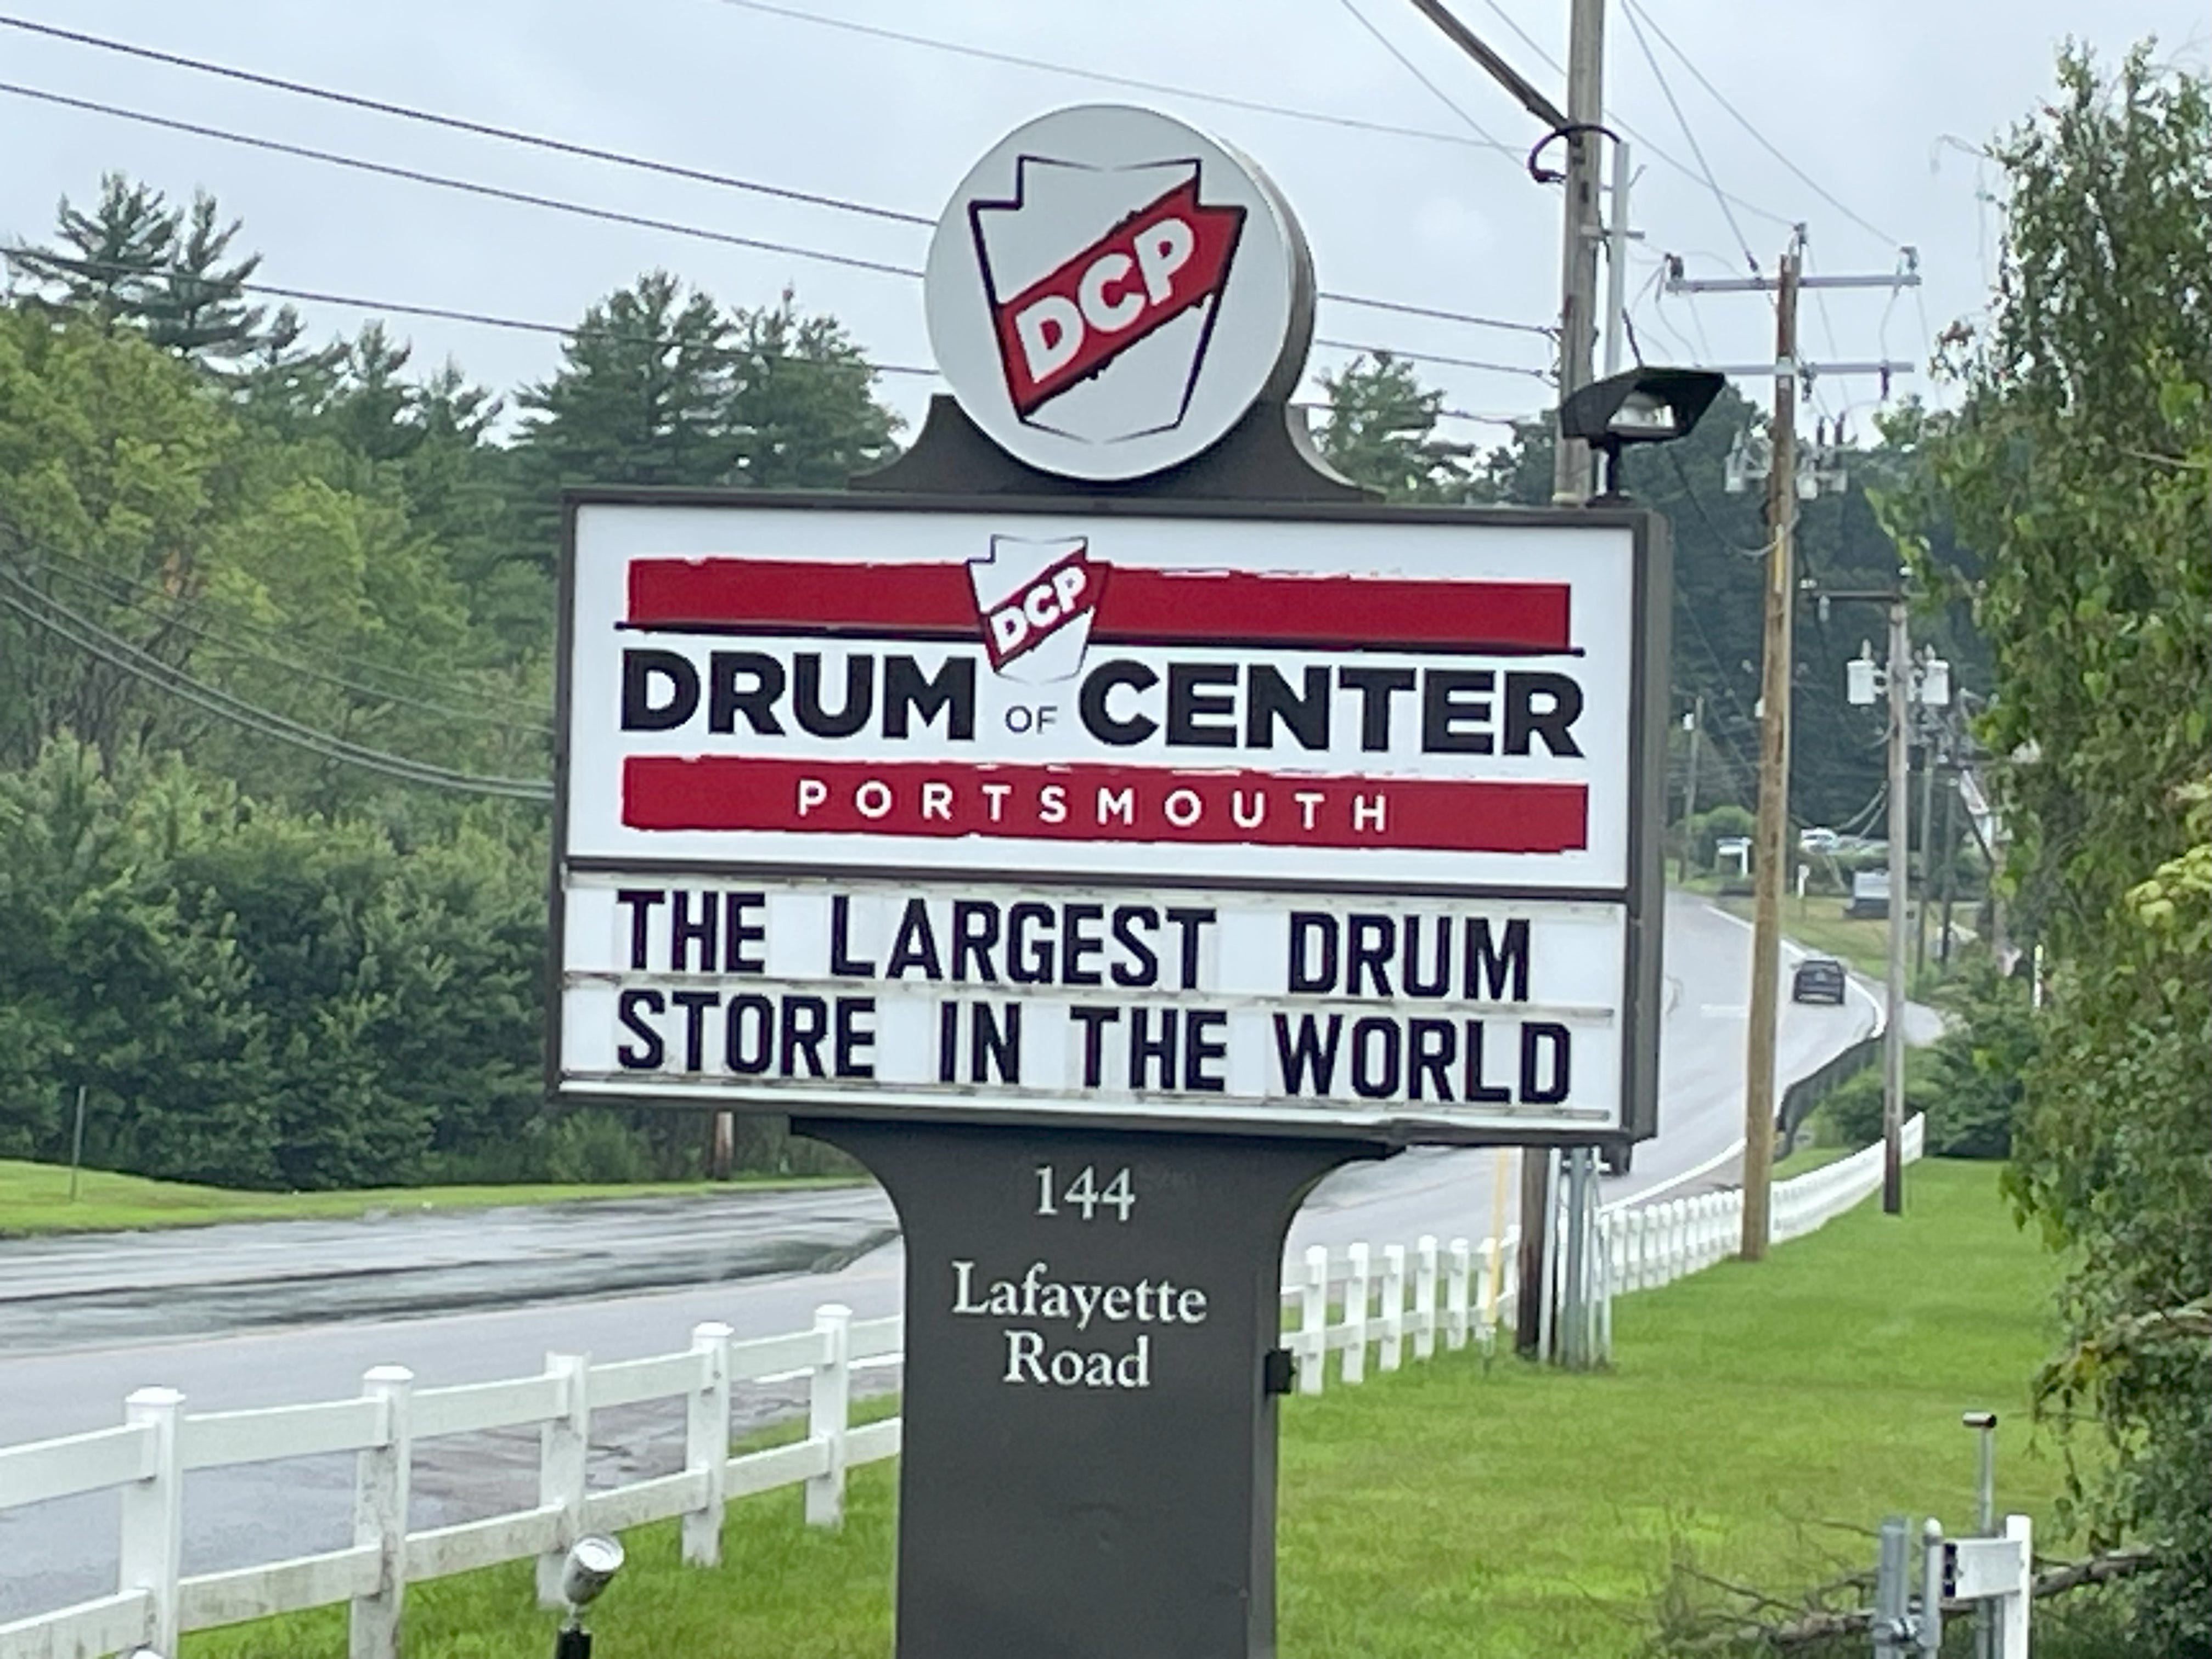 DCP
DCP
DRUM OF CENTER
PORTSMOUTH
THE LARGEST DRUM
STORE IN THE WORLD
144
Lafayette
Road